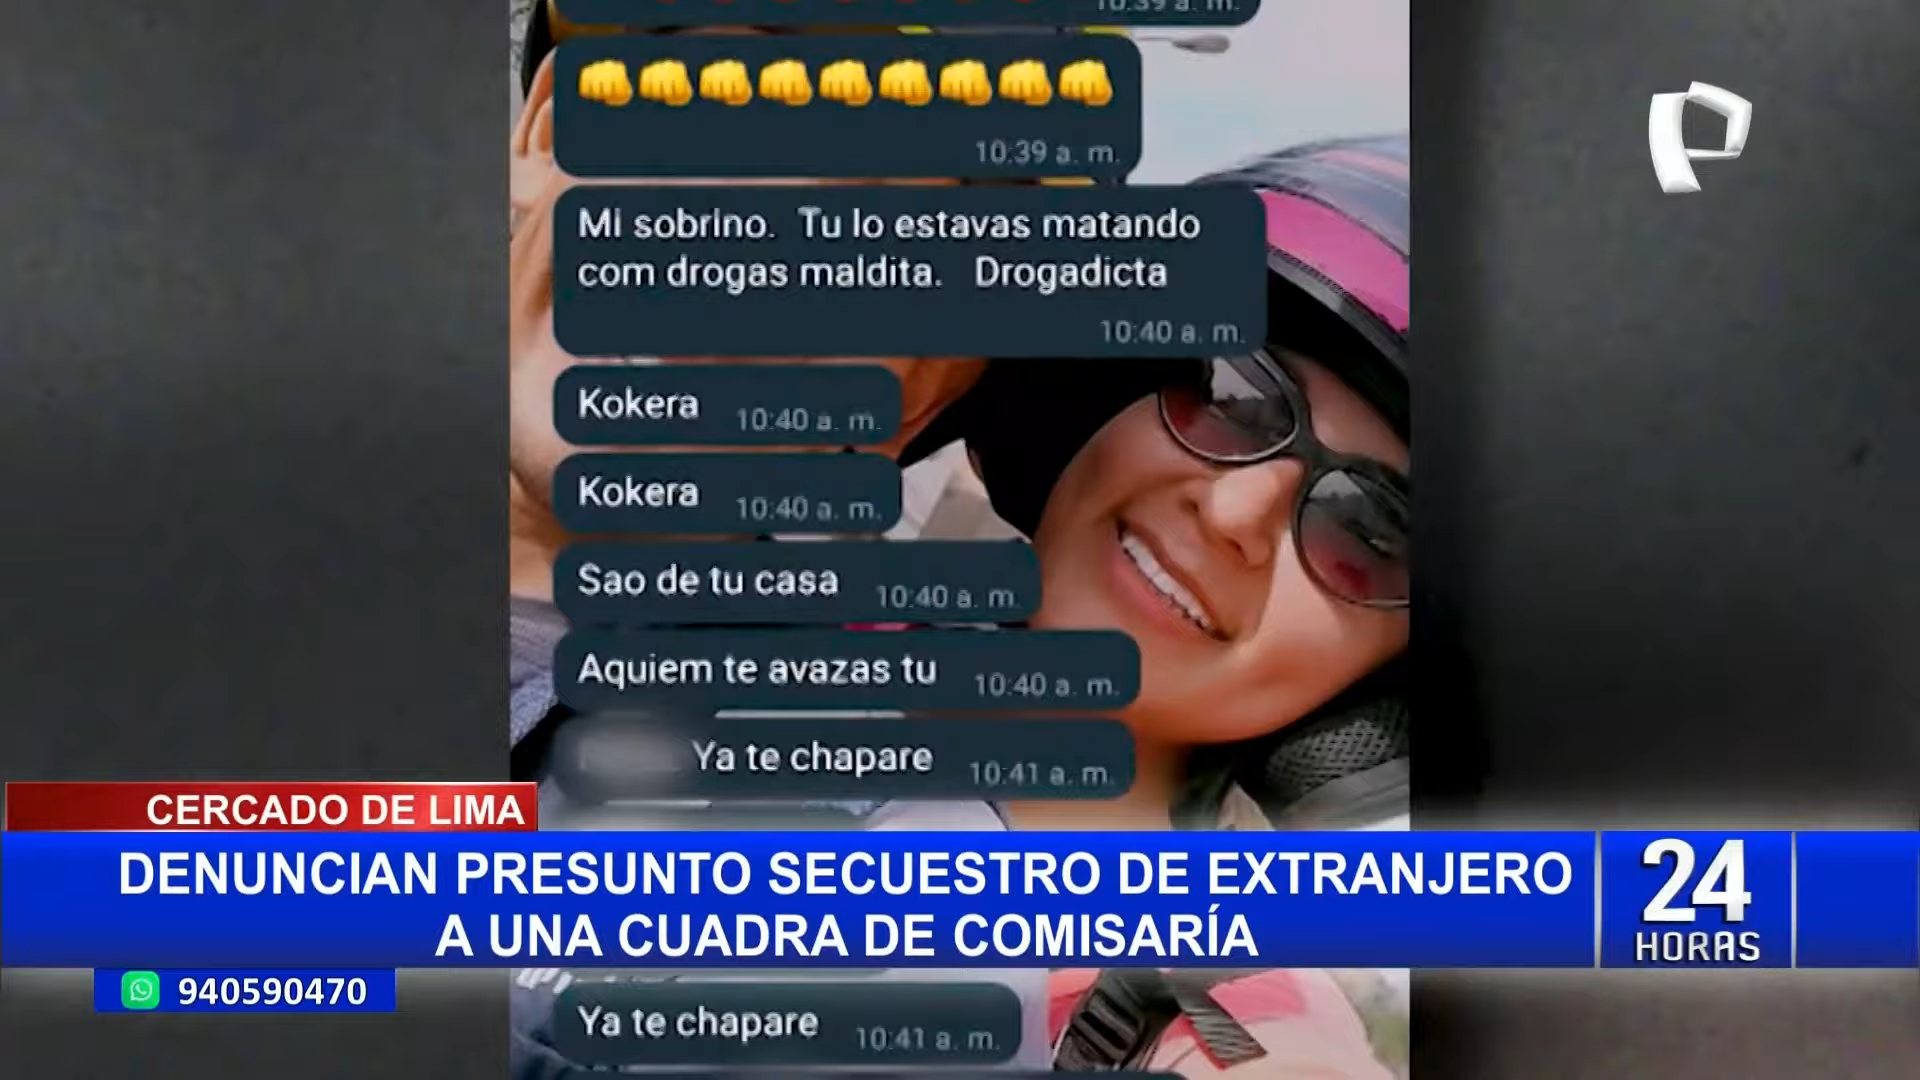 10:39 a. m.
👊👊👊👊👊👊👊👊👊
10:39 a. m.
Mi sobrino. Tu lo estavas matando
com drogas maldita. Drogadicta
10:40 a. m.
Kokera 10:40 a. m.
Kokera 10:40 a. m.
Sao de tu casa 10:40 a. m.
Aquiem te avazas tu 10:40 a. m.
Ya te chapare 10:41 a. m.
CERCADO DE LIMA
DENUNCIAN PRESUNTO SECUESTRO DE EXTRANJERO
A UNA CUADRA DE COMISARÍA
24
HORAS
940590470
Ya te chapare 10:41 a. m.